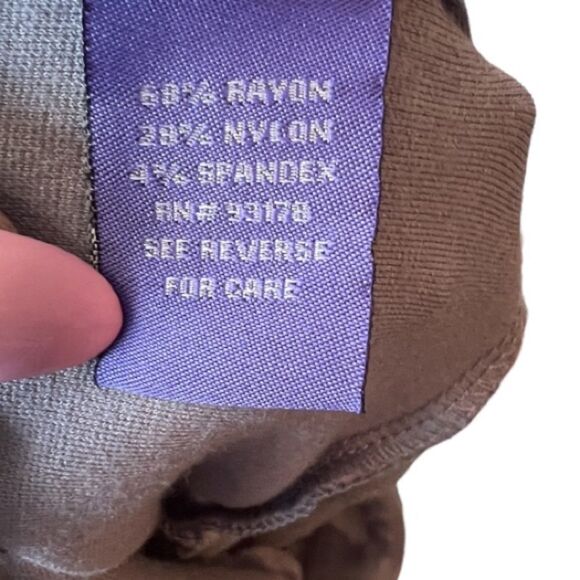 68% RAYON
28% NYLON
4% SPANDEX
RN# 93178
SEE REVERSE
FOR CARE